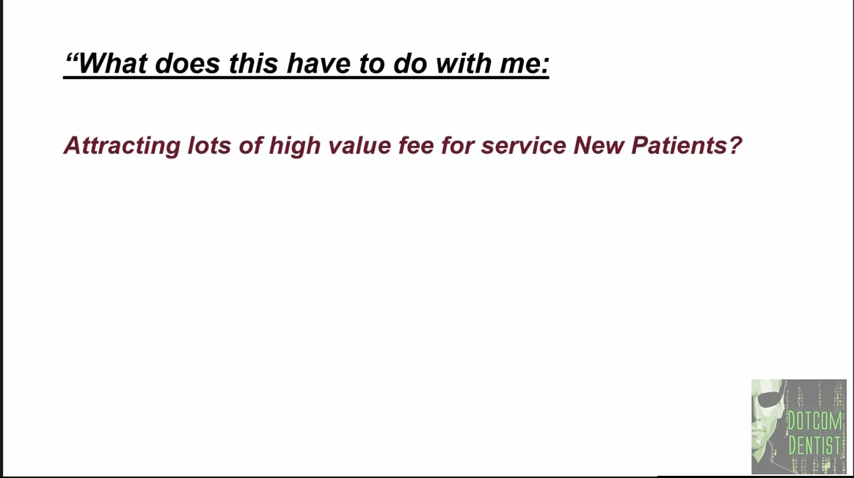 “What does this have to do with me:
Attracting lots of high value fee for service New Patients?
DOTCOM
DENTIST